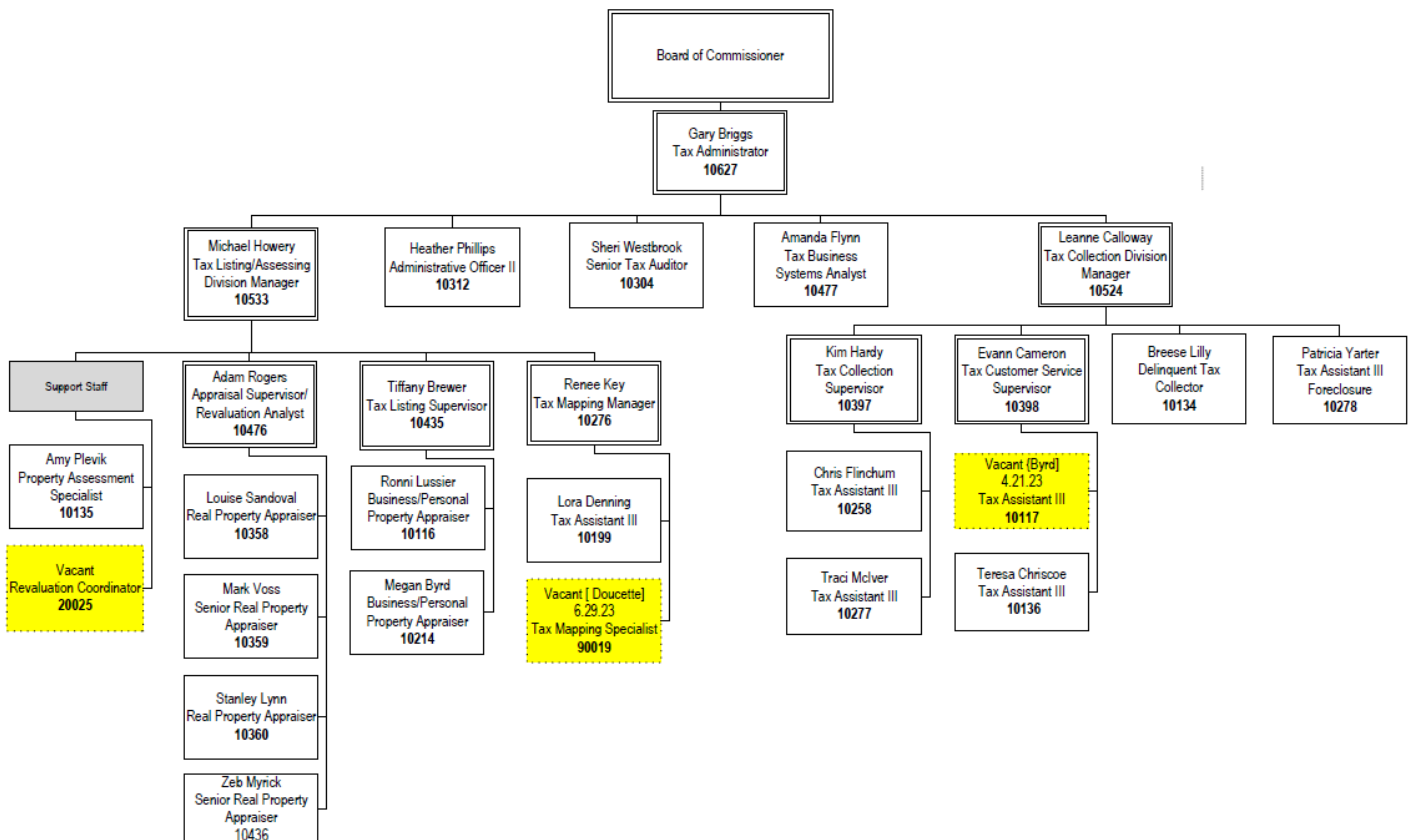 Board of Commissioner
Gary Briggs
Tax Administrator
10627
Michael Howery
Tax Listing/Assessing
Division Manager
10533
Heather Phillips
Administrative Officer II
10312
Sheri Westbrook
Senior Tax Auditor
10304
Amanda Flynn
Tax Business
Systems Analyst
10477
Leanne Calloway
Tax Collection Division
Manager
10524
Support Staff
Adam Rogers
Appraisal Supervisor/
Revaluation Analyst
10476
Tiffany Brewer
Tax Listing Supervisor
10435
Renee Key
Tax Mapping Manager
10276
Kim Hardy
Tax Collection
Supervisor
10397
Evann Cameron
Tax Customer Service
Supervisor
10398
Breese Lilly
Delinquent Tax
Collector
10134
Patricia Yarter
Tax Assistant III
Foreclosure
10278
Amy Plevik
Property Assessment
Specialist
10135
Vacant
Revaluation Coordinator
20025
Louise Sandoval
Real Property Appraiser
10358
Mark Voss
Senior Real Property
Appraiser
10359
Stanley Lynn
Real Property Appraiser
10360
Zeb Myrick
Senior Real Property
Appraiser
10436
Ronni Lussier
Business/Personal
Property Appraiser
10116
Megan Byrd
Business/Personal
Property Appraiser
10214
Lora Denning
Tax Assistant III
10199
Vacant [ Doucette]
6.29.23
Tax Mapping Specialist
90019
Chris Flinchum
Tax Assistant III
10258
Traci McIver
Tax Assistant III
10277
Vacant {Byrd]
4.21.23
Tax Assistant III
10117
Teresa Chriscoe
Tax Assistant III
10136